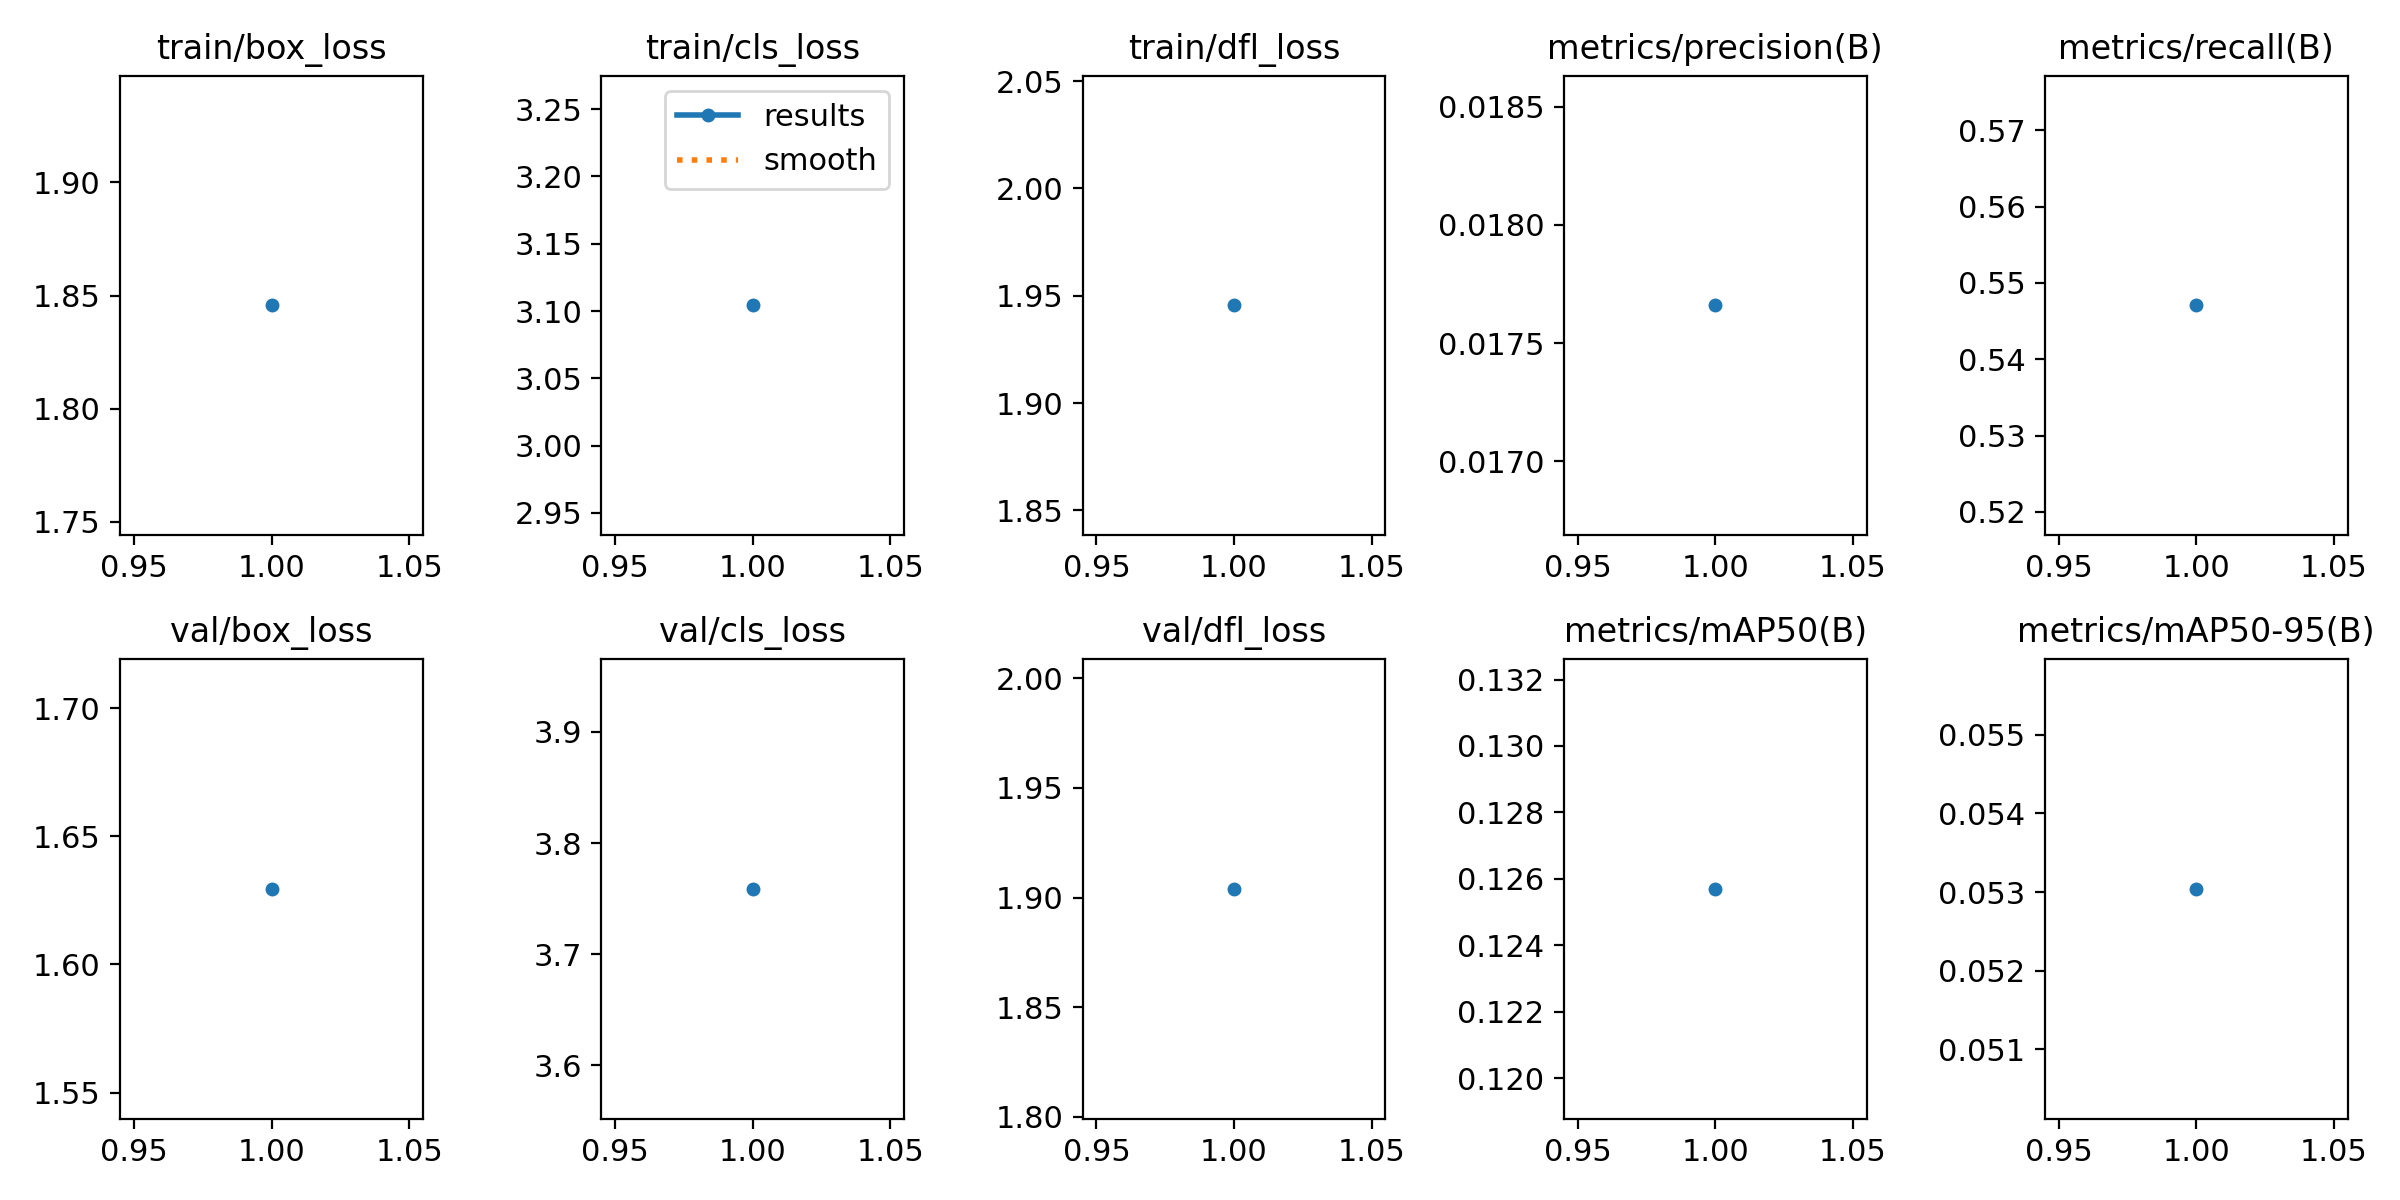 train/box_loss
1.90
1.85
1.80
1.75
0.95 1.00 1.05
train/cls_loss
results
smooth
3.25
3.20
3.15
3.10
3.05
3.00
2.95
0.95 1.00 1.05
train/dfl_loss
2.05
2.00
1.95
1.90
1.85
0.95 1.00 1.05
metrics/precision(B)
0.0185
0.0180
0.0175
0.0170
0.95 1.00 1.05
metrics/recall(B)
0.57
0.56
0.55
0.54
0.53
0.52
0.95 1.00 1.05
val/box_loss
1.70
1.65
1.60
1.55
0.95 1.00 1.05
val/cls_loss
3.9
3.8
3.7
3.6
0.95 1.00 1.05
val/dfl_loss
2.00
1.95
1.90
1.85
1.80
0.95 1.00 1.05
metrics/mAP50(B)
0.132
0.130
0.128
0.126
0.124
0.122
0.120
0.95 1.00 1.05
metrics/mAP50-95(B)
0.055
0.054
0.053
0.052
0.051
0.95 1.00 1.05